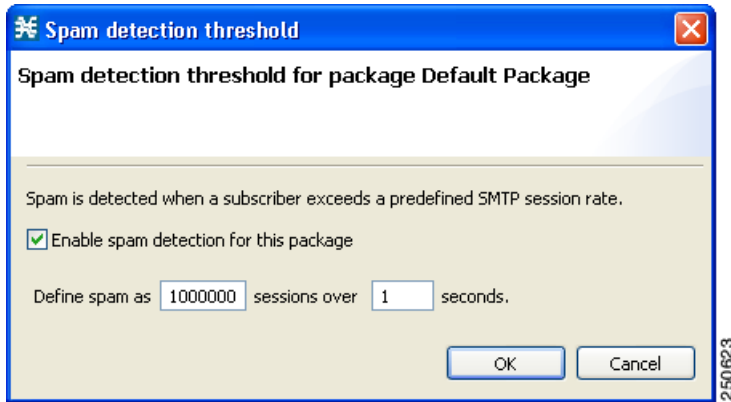 Spam detection threshold
Spam detection threshold for package Default Package
Spam is detected when a subscriber exceeds a predefined SMTP session rate.
Enable spam detection for this package
Define spam as 1000000 sessions over 1 seconds.
OK Cancel
250623